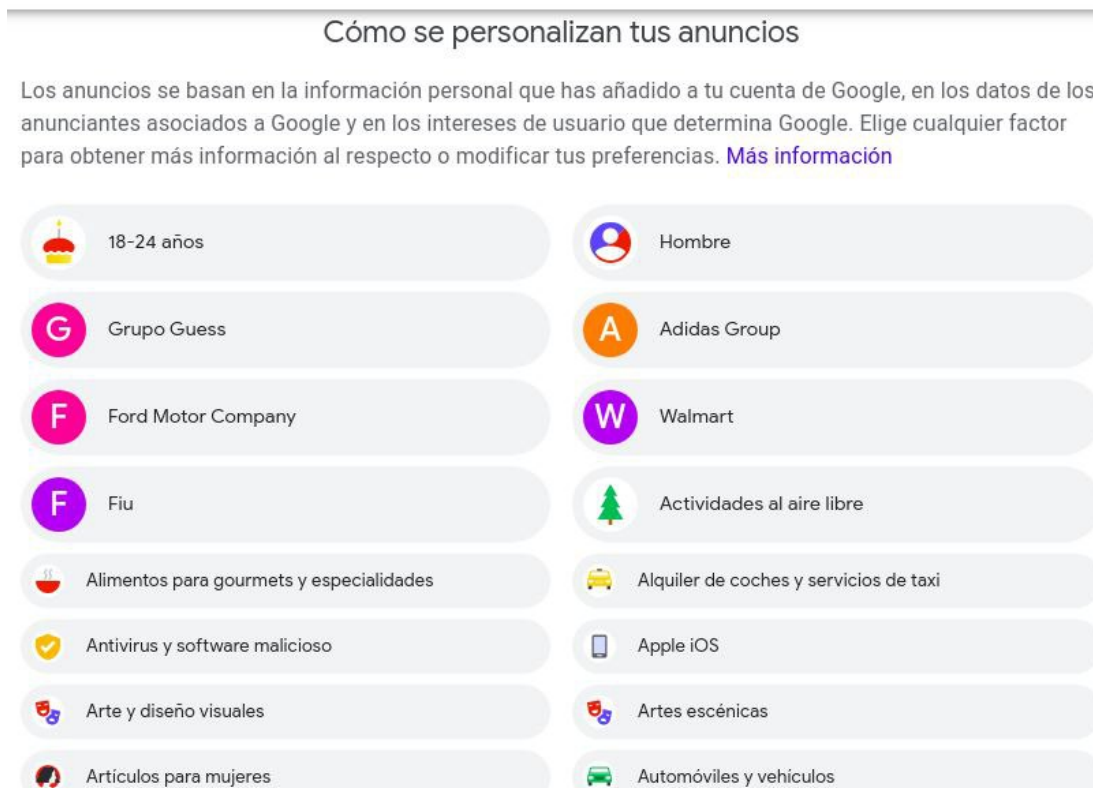 Cómo se personalizan tus anuncios
Los anuncios se basan en la información personal que has añadido a tu cuenta de Google, en los datos de los
anunciantes asociados a Google y en los intereses de usuario que determina Google. Elige cualquier factor
para obtener más información al respecto o modificar tus preferencias. Más información
18-24 años
Hombre
G Grupo Guess
A Adidas Group
F Ford Motor Company
W Walmart
F Fiu
Actividades al aire libre
Alimentos para gourmets y especialidades
Alquiler de coches y servicios de taxi
Antivirus y software malicioso
Apple iOS
Arte y diseño visuales
Artes escénicas
Artículos para mujeres
Automóviles y vehículos